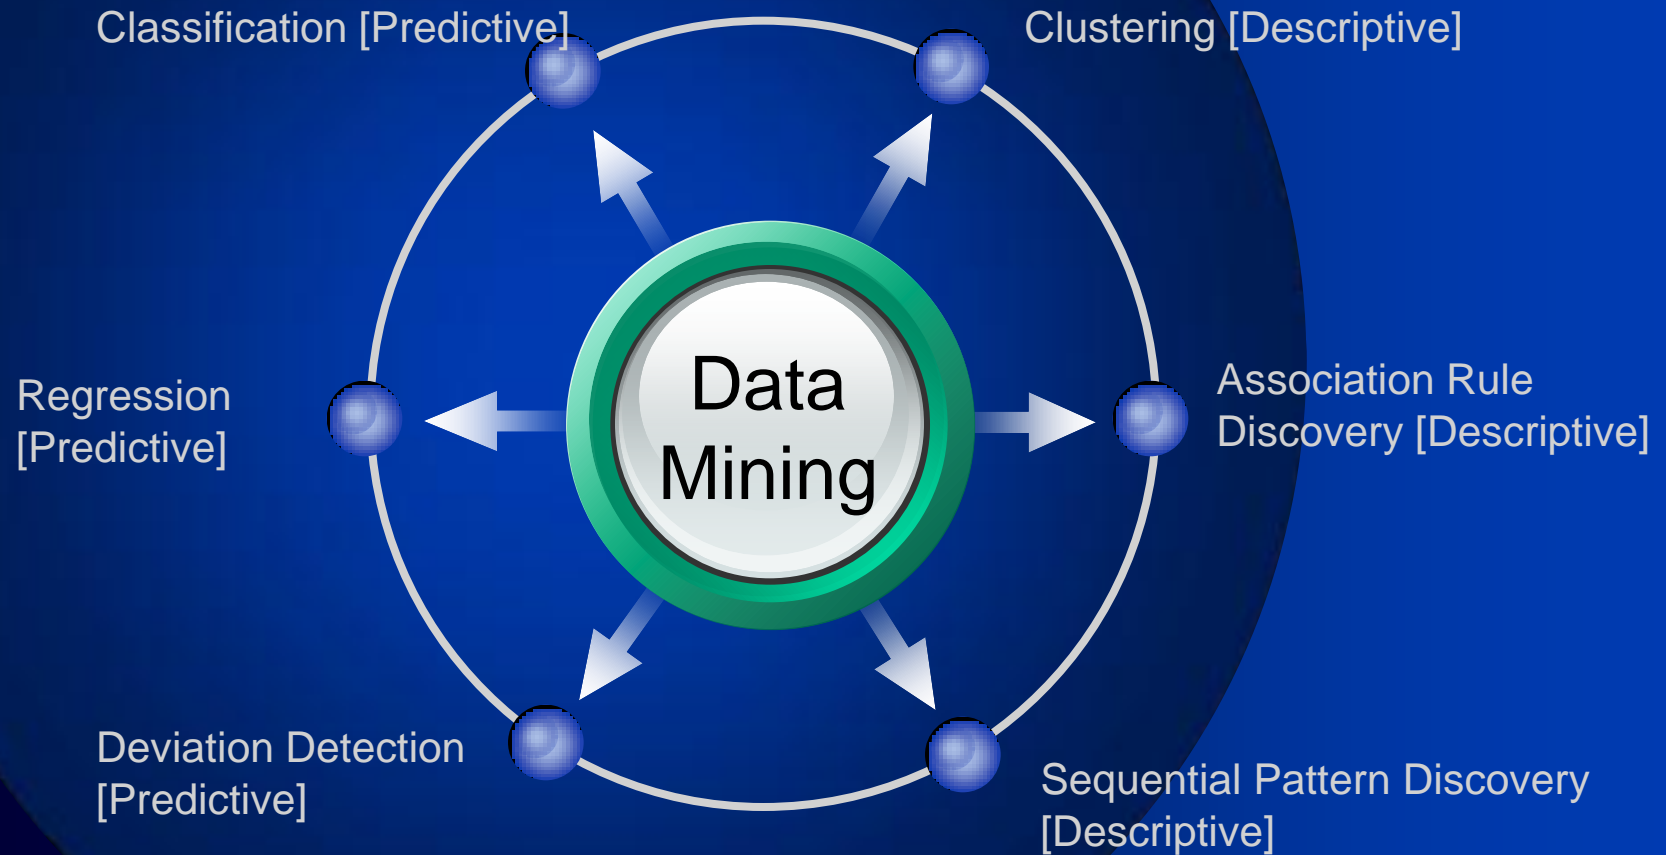 Classification [Predictive]
Clustering [Descriptive]
Data
Mining
Regression
[Predictive]
Association Rule
Discovery [Descriptive]
Deviation Detection
[Predictive]
Sequential Pattern Discovery
[Descriptive]